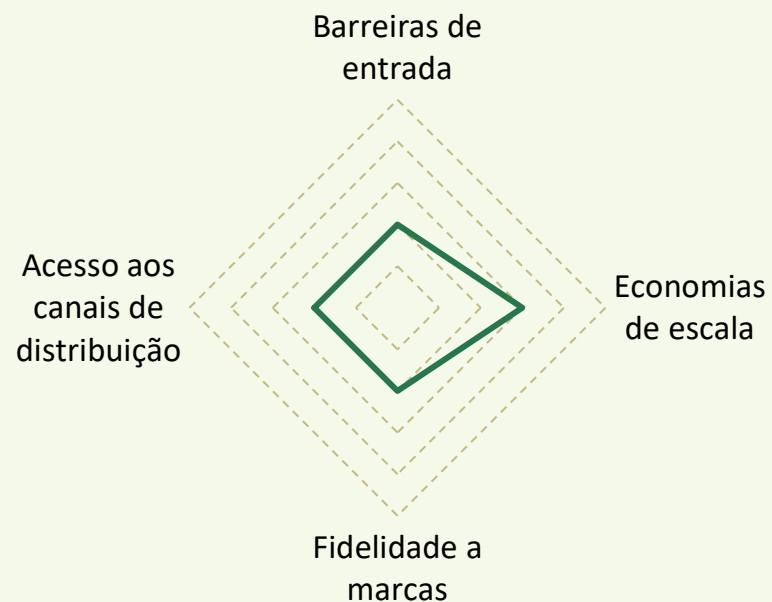 Barreiras de
entrada
Acesso aos
canais de
distribuição
Economias
de escala
Fidelidade a
marcas